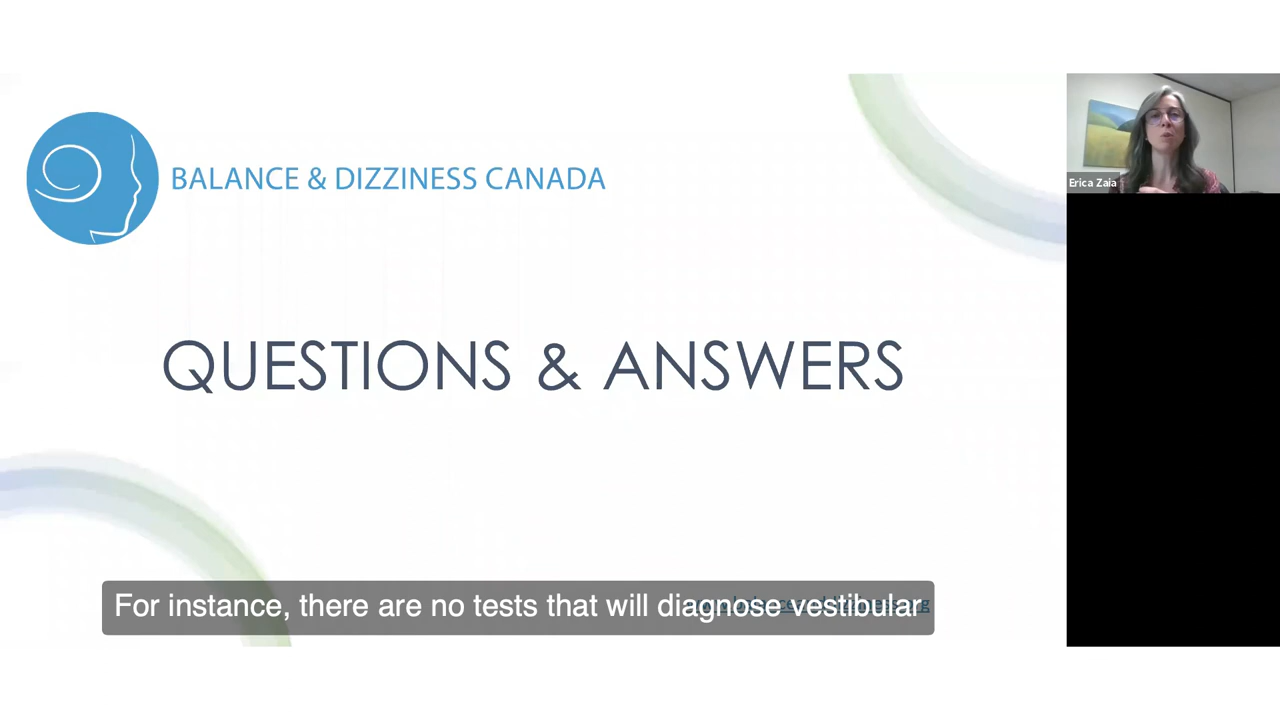 BALANCE & DIZZINESS CANADA
Erica Zaia
QUESTIONS & ANSWERS
For instance, there are no tests that will diagnose vestibular